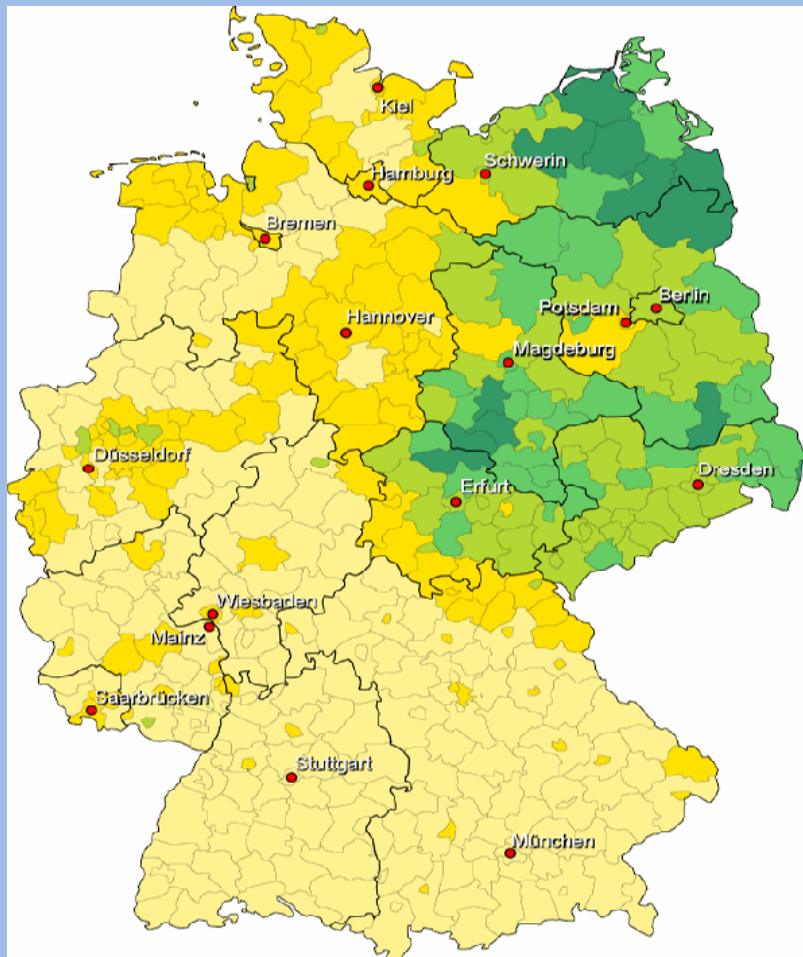 Kiel
Schwerin
Hamburg
Bremen
Berlin
Potsdam
Hannover
Magdeburg
Düsseldorf
Dresden
Erfurt
Wiesbaden
Mainz
Saarbrücken
Stuttgart
München